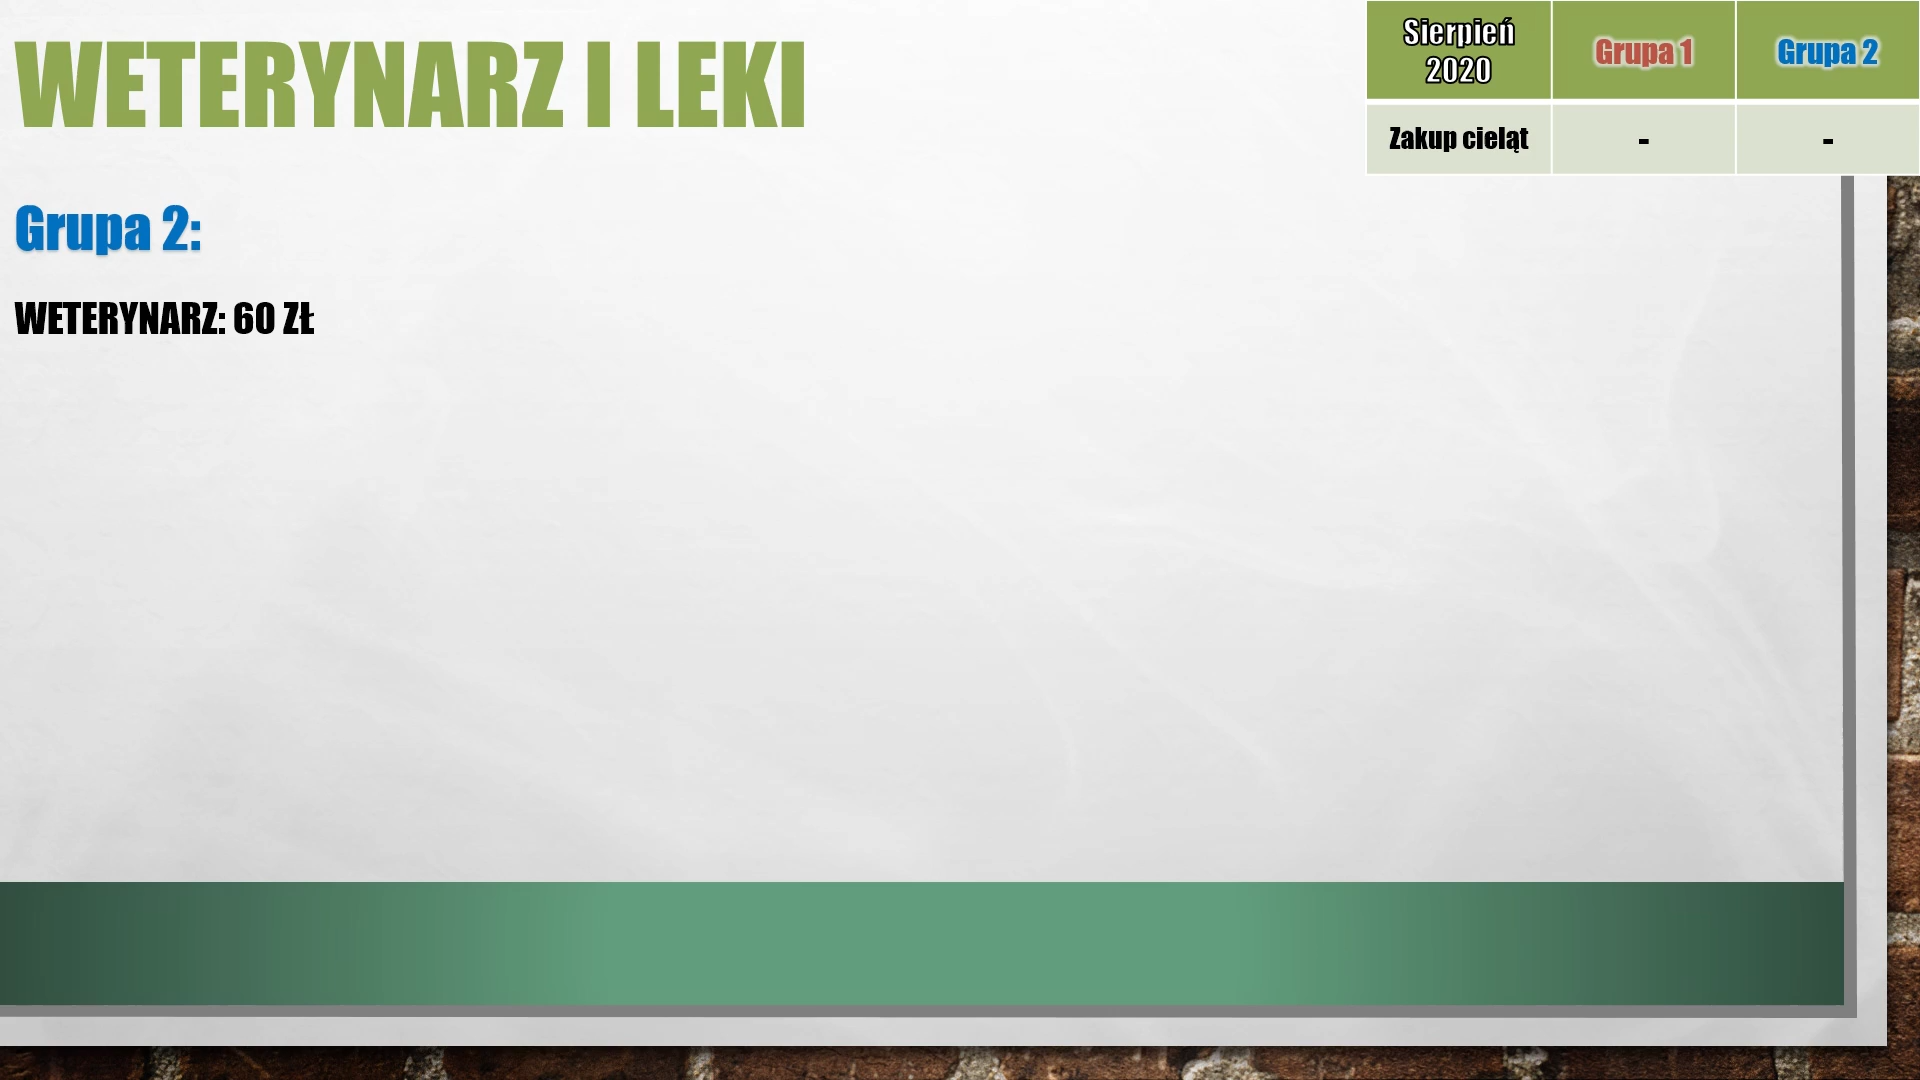 WETERYNARZ I LEKI
Sierpień
2020
Grupa 1
Grupa 2
Zakup cieląt
-
-
Grupa 2:
WETERYNARZ: 60 ZŁ